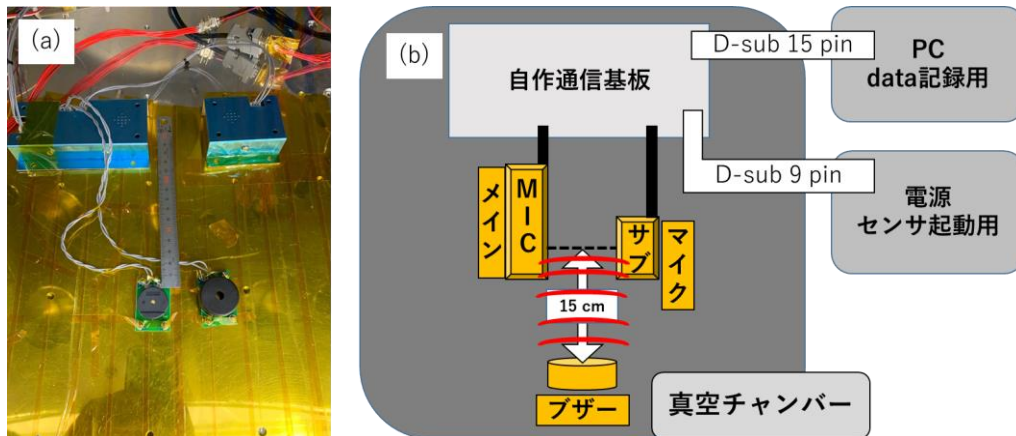 (a)
(b)
自作通信基板
D-sub 15 pin
PC
data記録用
D-sub 9 pin
電源
センサ起動用
メイン
MIC
サブ
マイク
15 cm
ブザー
真空チャンバー